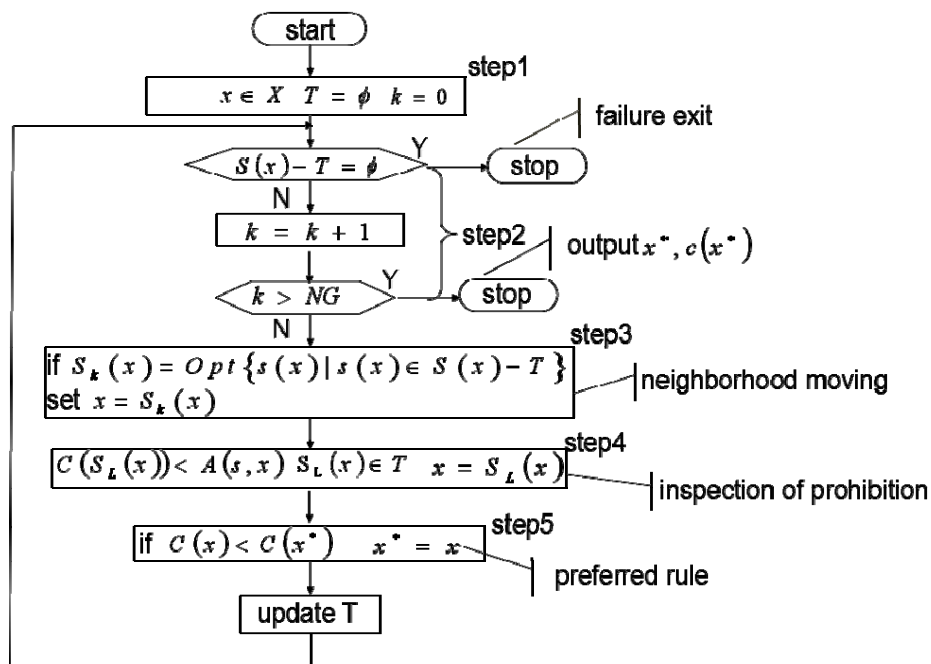 start
step1
x ∈ X T = ϕ k = 0
failure exit
S(x) − T = ϕ
Y
stop
N
k = k + 1
step2
output x*, c(x*)
k > NG
Y
stop
N
step3
if S_k(x) = Opt{s(x)|s(x) ∈ S(x) − T}
set x = S_k(x)
neighborhood moving
step4
C(S_L(x)) < A(s,x) S_L(x) ∈ T x = S_L(x)
inspection of prohibition
step5
if C(x) < C(x*) x* = x
preferred rule
update T